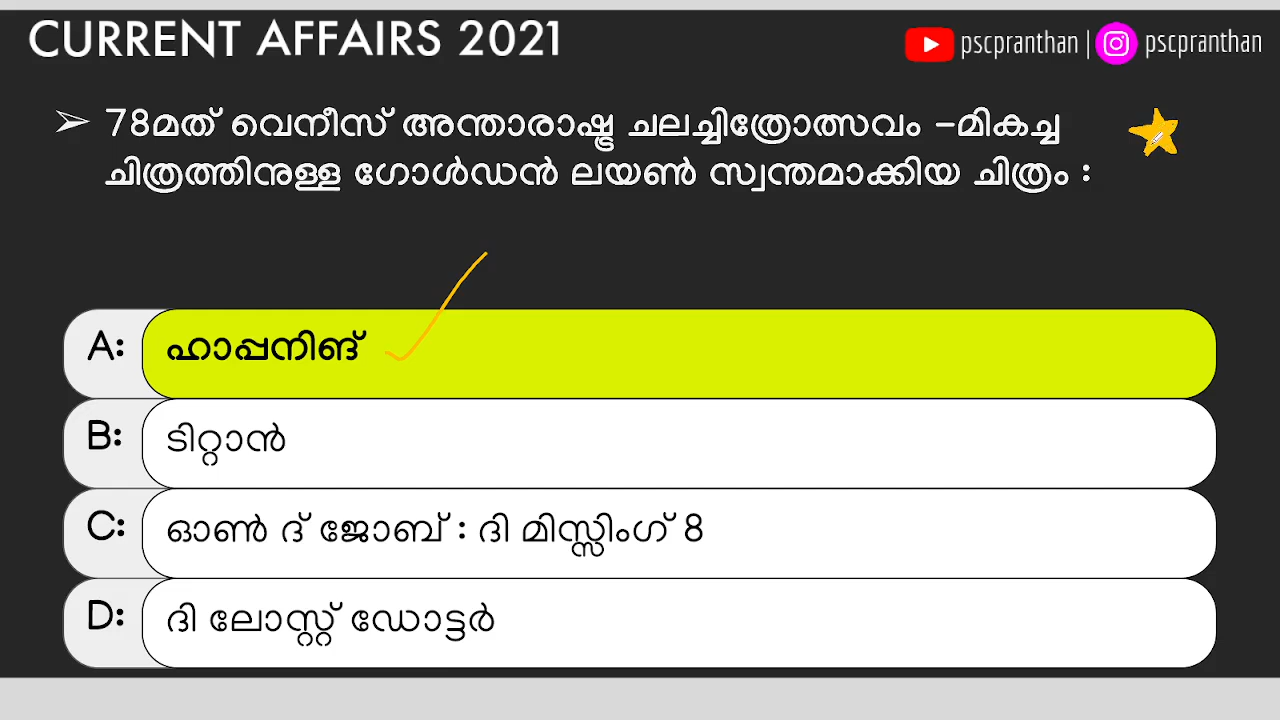 CURRENT AFFAIRS 2021
pscpranthan | pscpranthan
➢ 78മത് വെനീസ് അന്താരാഷ്ട്ര ചലച്ചിത്രോത്സവം –മികച്ച
ചിത്രത്തിനുള്ള ഗോൾഡൻ ലയൺ സ്വന്തമാക്കിയ ചിത്രം :
A: ഹാപ്പനിങ്
B: ടിറ്റാൻ
C: ഓൺ ദ് ജോബ് : ദി മിസ്സിംഗ് 8
D: ദി ലോസ്റ്റ് ഡോട്ടർ